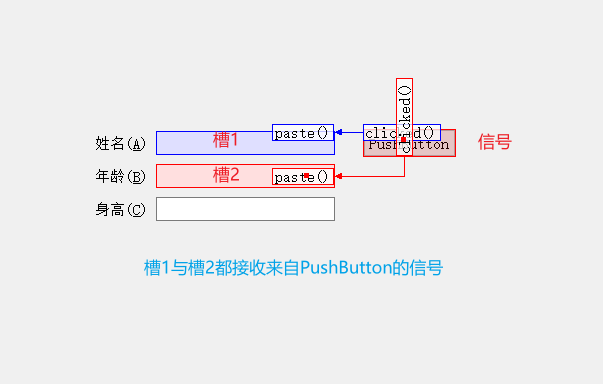 clicked()
paste()
clicked()
姓名(A)
槽1
PushButton
信号
年龄(B)
槽2
paste()
身高(C)
槽1与槽2都接收来自PushButton的信号